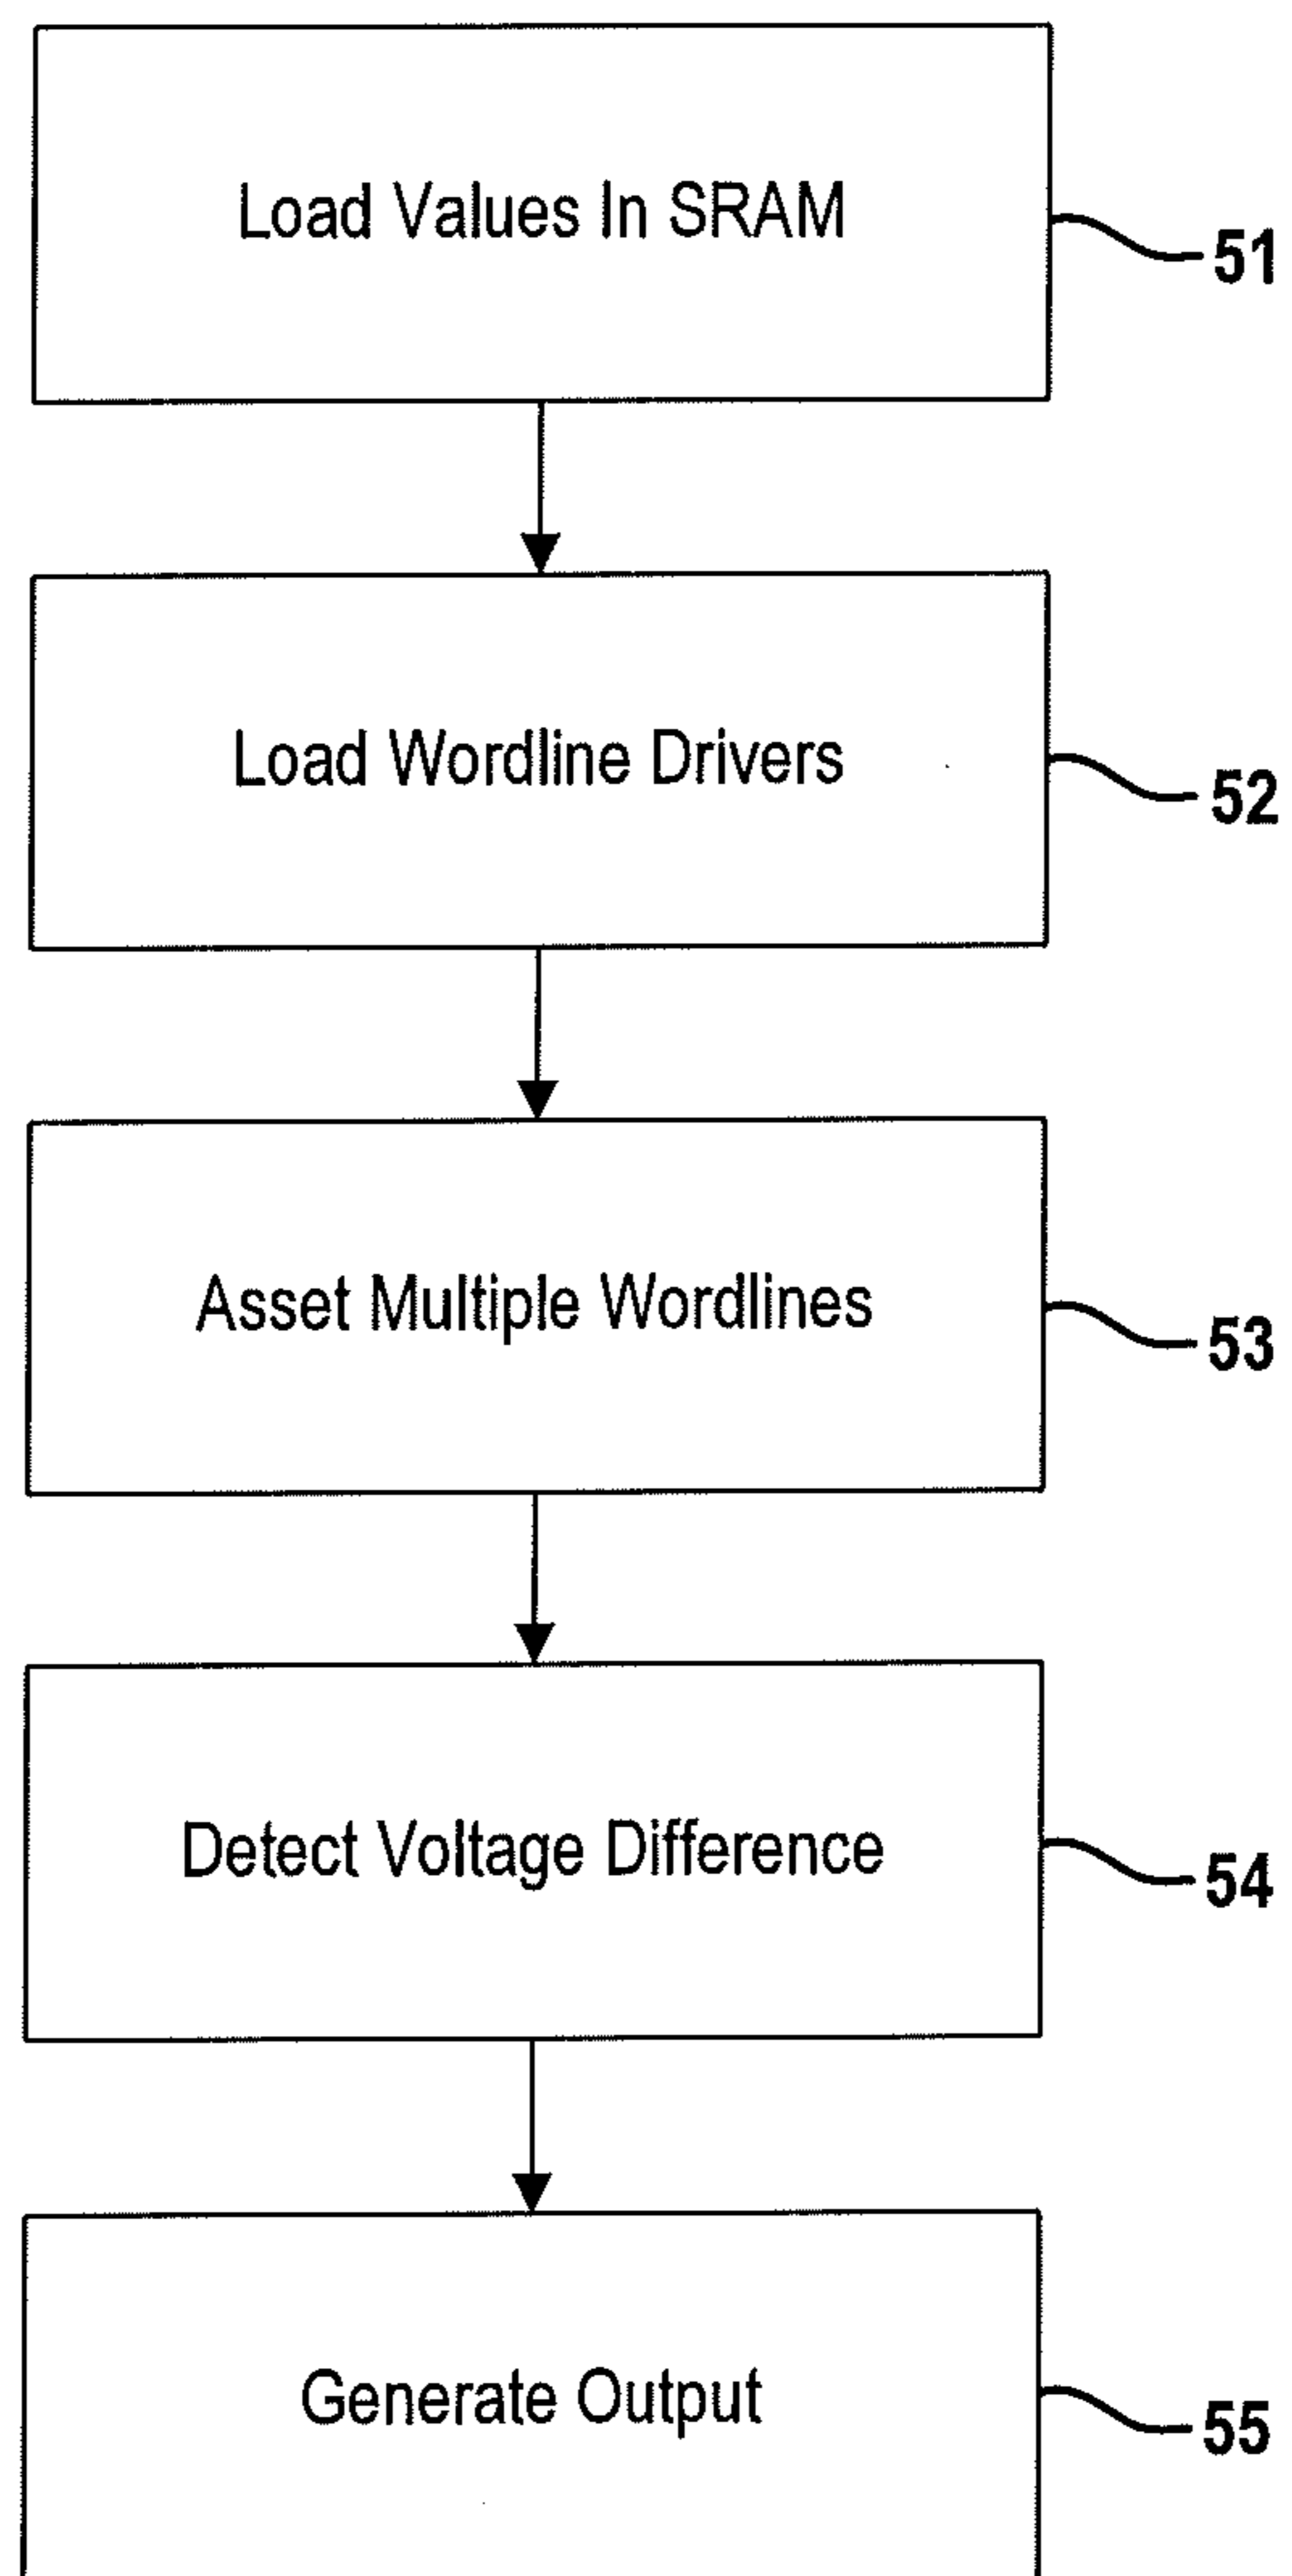 Load Values In SRAM
51
Load Wordline Drivers
52
Asset Multiple Wordlines
53
Detect Voltage Difference
54
Generate Output
55